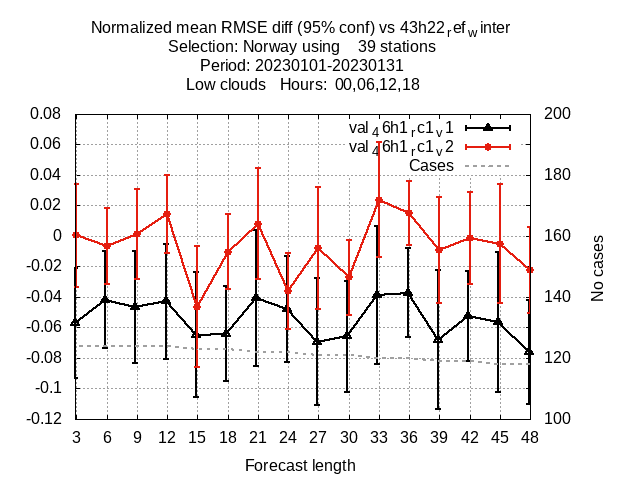 Normalized mean RMSE diff (95% conf) vs 43h22refwinter
Selection: Norway using 39 stations
Period: 20230101-20230131
Low clouds Hours: 00,06,12,18
val46h1rc1v1
val46h1rc1v2
Cases
0.08
0.06
0.04
0.02
0
-0.02
-0.04
-0.06
-0.08
-0.1
-0.12
200
180
160
140
120
100
No cases
3 6 9 12 15 18 21 24 27 30 33 36 39 42 45 48
Forecast length